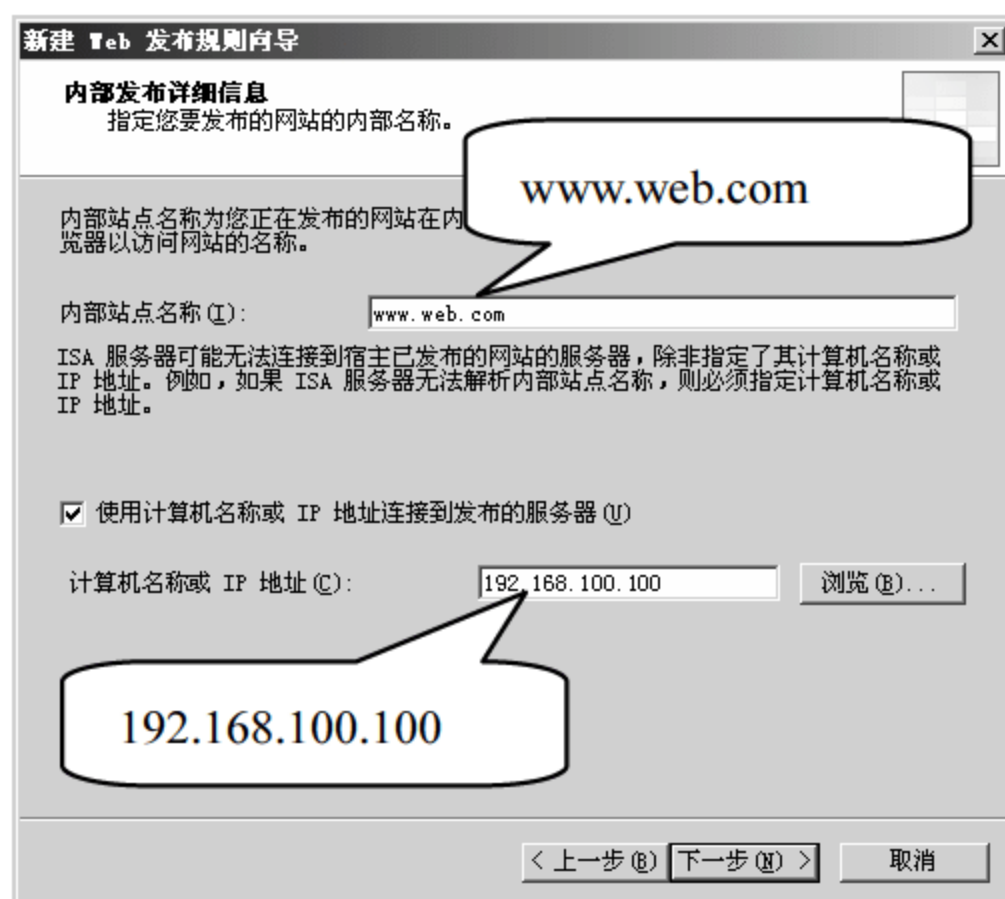 新建 Web 发布规则向导
内部发布详细信息
指定您要发布的网站的内部名称。
www.web.com
内部站点名称为您正在发布的网站在内
览器以访问网站的名称。
内部站点名称(I):
www.web.com
ISA 服务器可能无法连接到宿主已发布的网站的服务器，除非指定了其计算机名称或
IP 地址。例如，如果 ISA 服务器无法解析内部站点名称，则必须指定计算机名称或
IP 地址。
使用计算机名称或 IP 地址连接到发布的服务器(U)
计算机名称或 IP 地址(C):
192.168.100.100
浏览(B)...
192.168.100.100
< 上一步(B)
下一步(N) >
取消